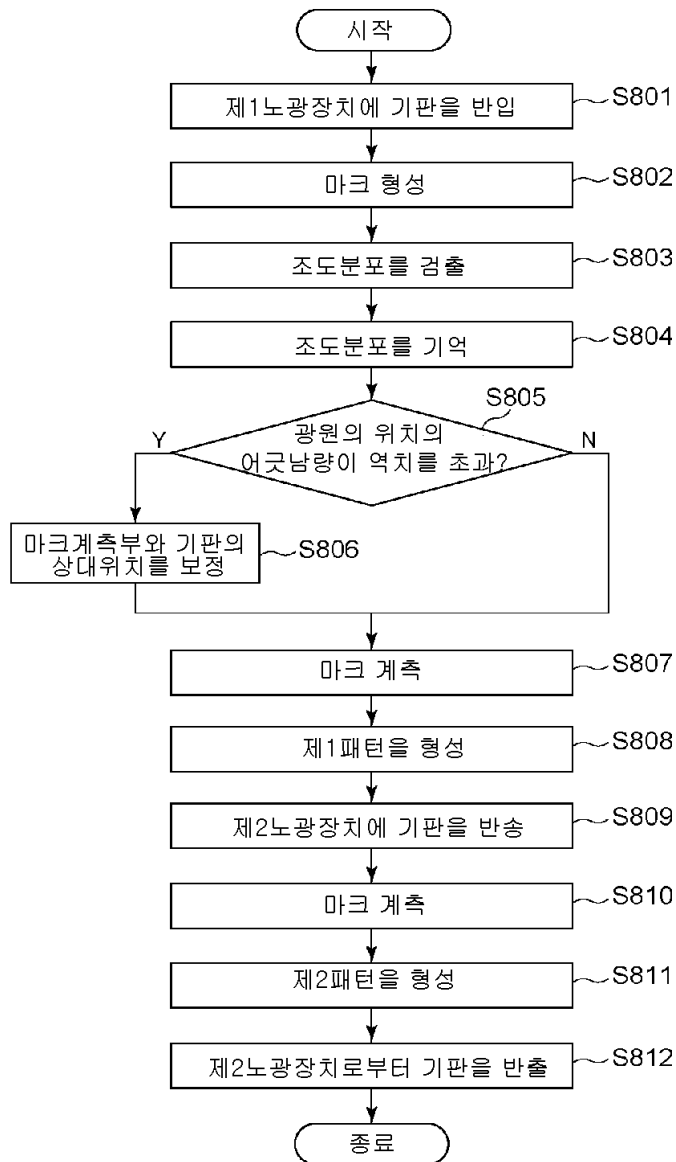 시작
제1노광장치에 기판을 반입
S801
마크 형성
S802
조도분포를 검출
S803
조도분포를 기억
S804
S805
광원의 위치의
어긋남량이 역치를 초과?
Y
N
마크계측부와 기판의
상대위치를 보정
S806
마크 계측
S807
제1패턴을 형성
S808
제2노광장치에 기판을 반송
S809
마크 계측
S810
제2패턴을 형성
S811
제2노광장치로부터 기판을 반출
S812
종료